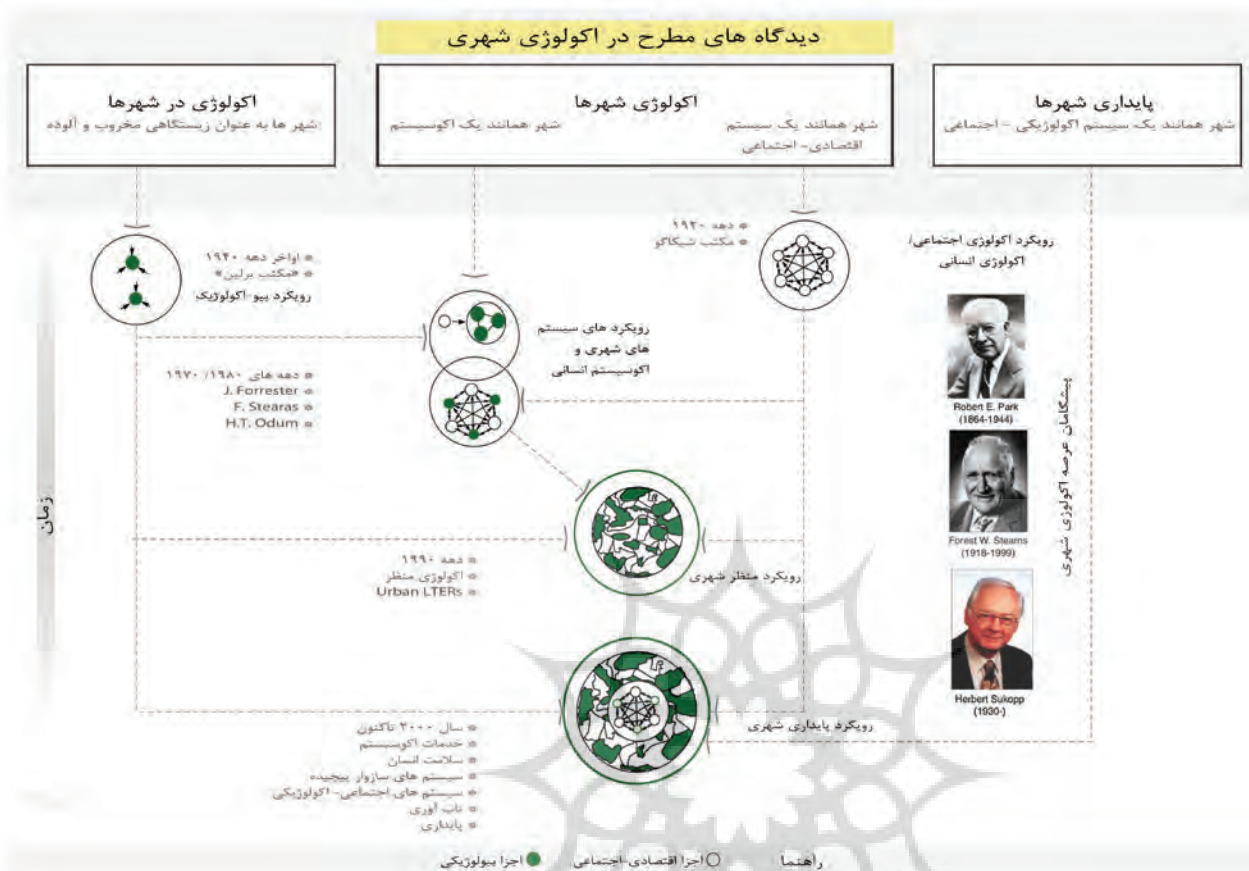 دیدگاه های مطرح در اکولوژی شهری
پایداری شهرها
شهر همانند یک سیستم اکولوژیکی - اجتماعی
اکولوژی شهرها
شهر همانند یک سیستم
اقتصادی- اجتماعی
شهر همانند یک اکوسیستم
اکولوژی در شهرها
شهر ها به عنوان زیستگاهی مخروب و آلوده
رویکرد اکولوژی اجتماعی/
اکولوژی انسانی
دهه ۱۹۲۰
مکتب شیکاگو
اواخر دهه ۱۹۴۰
«مکتب برلین»
رویکرد بیو-اکولوژیک
رویکرد های سیستم
های شهری و
اکوسیستم انسانی
دهه های ۱۹۸۰/ ۱۹۷۰
J. Forrester
F. Stearas
H.T. Odum
Robert E. Park
(1864-1944)
Forest W. Stearns
(1918-1999)
Herbert Sukopp
(1930-)
پیشگامان عرصه اکولوژی شهری
زمان
دهه ۱۹۹۰
اکولوژی منظر
Urban LTERs
رویکرد منظر شهری
رویکرد پایداری شهری
سال ۲۰۰۰ تاکنون
خدمات اکوسیستم
سلامت انسان
سیستم های سازوار پیچیده
سیستم های اجتماعی- اکولوژیکی
تاب آوری
پایداری
راهنما
اجزا اقتصادی-اجتماعی
اجزا بیولوژیکی